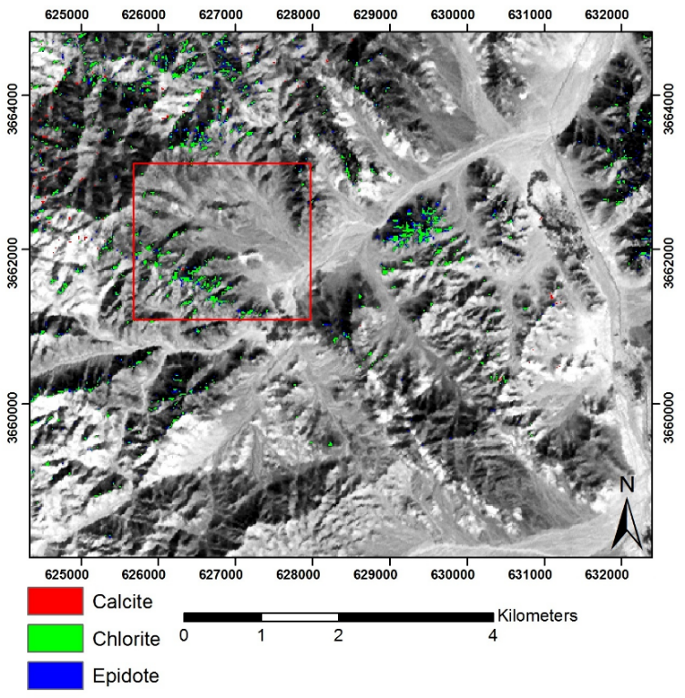 625000 626000 627000 628000 629000 630000 631000 632000
3664000 3664000
3662000 3662000
3660000 3660000
N
625000 626000 627000 628000 629000 630000 631000 632000
Calcite
Kilometers
0 1 2 4
Chlorite
Epidote